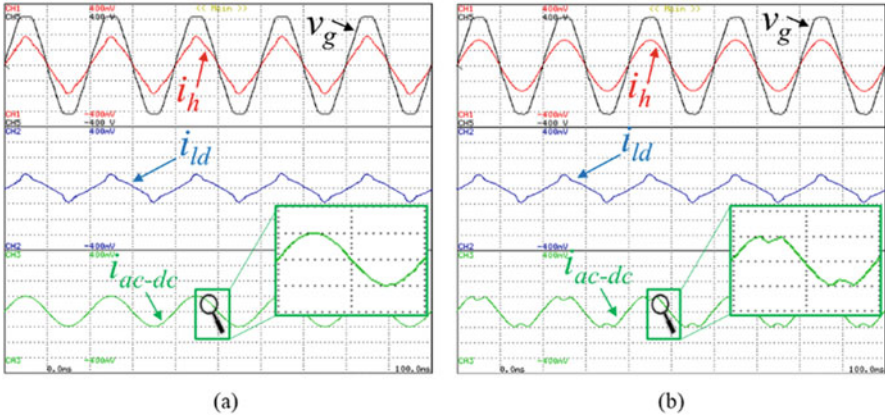 CH1 400mV << Main >>
CH5 400 V
v_g
i_h
CH1 -400mV
CH5 -400 V
CH2 400mV
i_ld
CH2 -400mV
CH3
i_ac-dc
CH3 -400mV
0.0ms 100.0ms
(a)
CH1 400mV << Main >>
CH5 400 V
v_g
i_h
CH1 -400mV
CH5 -400 V
CH2 400mV
i_ld
CH2 -400mV
CH3
i_ac-dc
CH3 -400mV
0.0ms 100.0ms
(b)